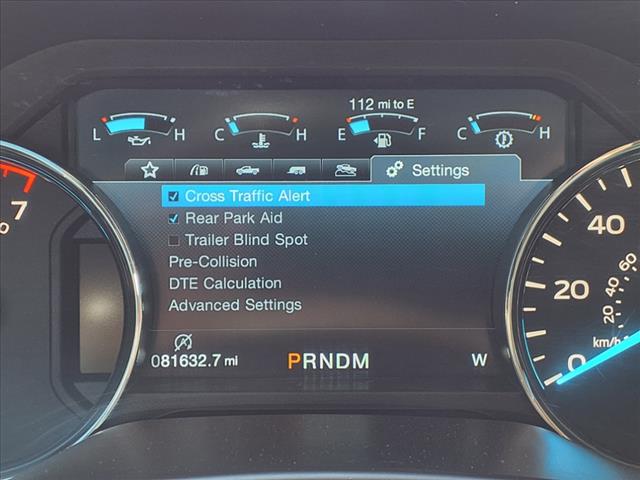 112 mi to E
L H C H E F C H
Settings
Cross Traffic Alert
Rear Park Aid
Trailer Blind Spot
Pre-Collision
DTE Calculation
Advanced Settings
081632.7 mi
PRNDM
W
7
40
20
0
60
40
20
km/h